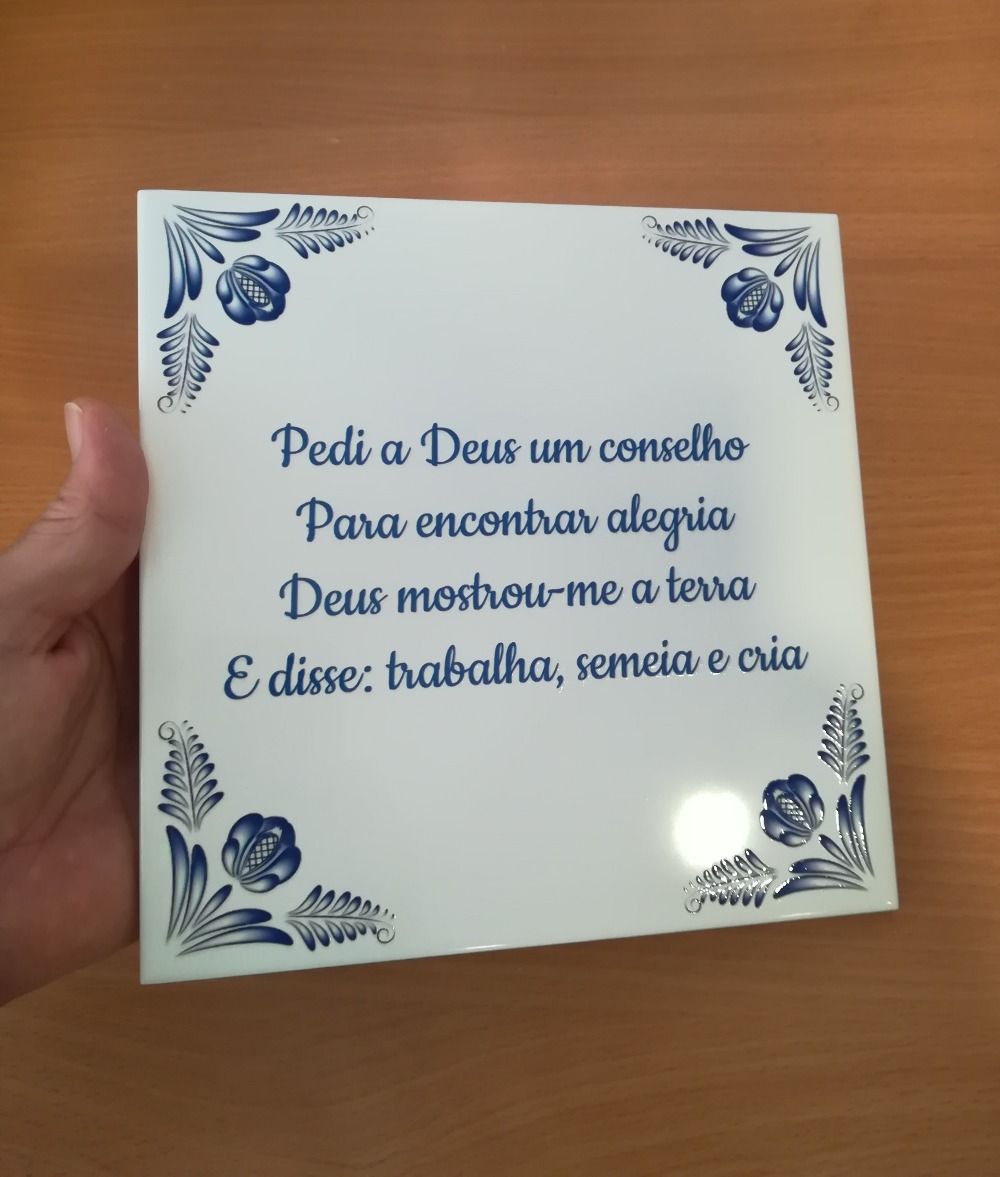 Pedi a Deus um conselho
Para encontrar alegria
Deus mostrou-me a terra
E disse: trabalha, semeia e cria